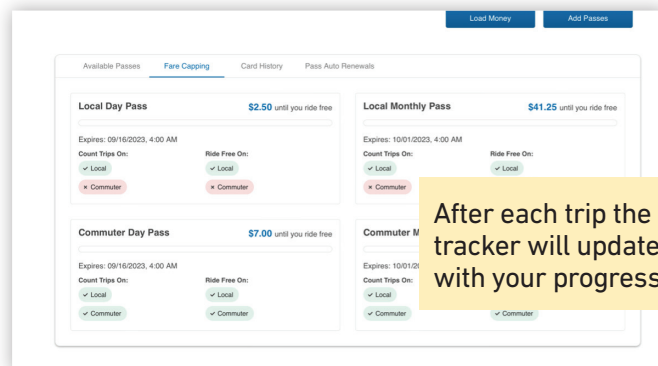 Load Money Add Passes
Available Passes Fare Capping Card History Pass Auto Renewals
Local Day Pass $2.50 until you ride free
Expires: 09/16/2023, 4:00 AM
Count Trips On: Ride Free On:
✓ Local ✓ Local
× Commuter × Commuter
Local Monthly Pass $41.25 until you ride free
Expires: 10/01/2023, 4:00 AM
Count Trips On: Ride Free On:
✓ Local ✓ Local
× Commuter
Commuter Day Pass $7.00 until you ride free
Expires: 09/16/2023, 4:00 AM
Count Trips On: Ride Free On:
✓ Local ✓ Local
✓ Commuter ✓ Commuter
Commuter
Expires:
Count Trips On:
✓ Local
✓ Commuter ✓ Commuter
After each trip the
tracker will update
with your progress